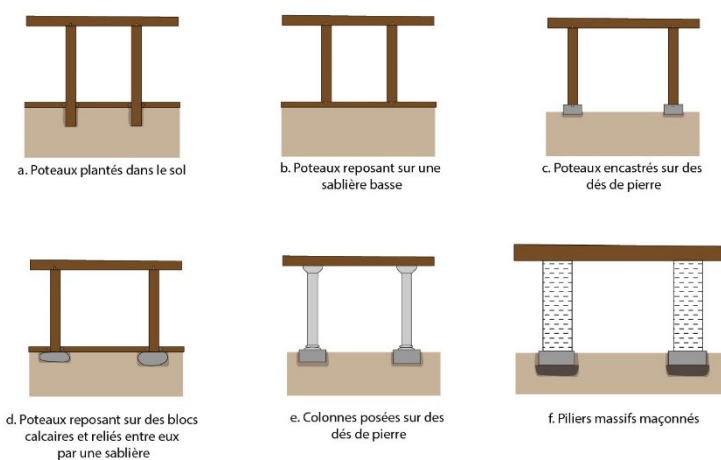 a. Poteaux plantés dans le sol
b. Poteaux reposant sur une
sablière basse
c. Poteaux encastrés sur des
dés de pierre
d. Poteaux reposant sur des blocs
calcaires et reliés entre eux
par une sablière
e. Colonnes posées sur des
dés de pierre
f. Piliers massifs maçonnés